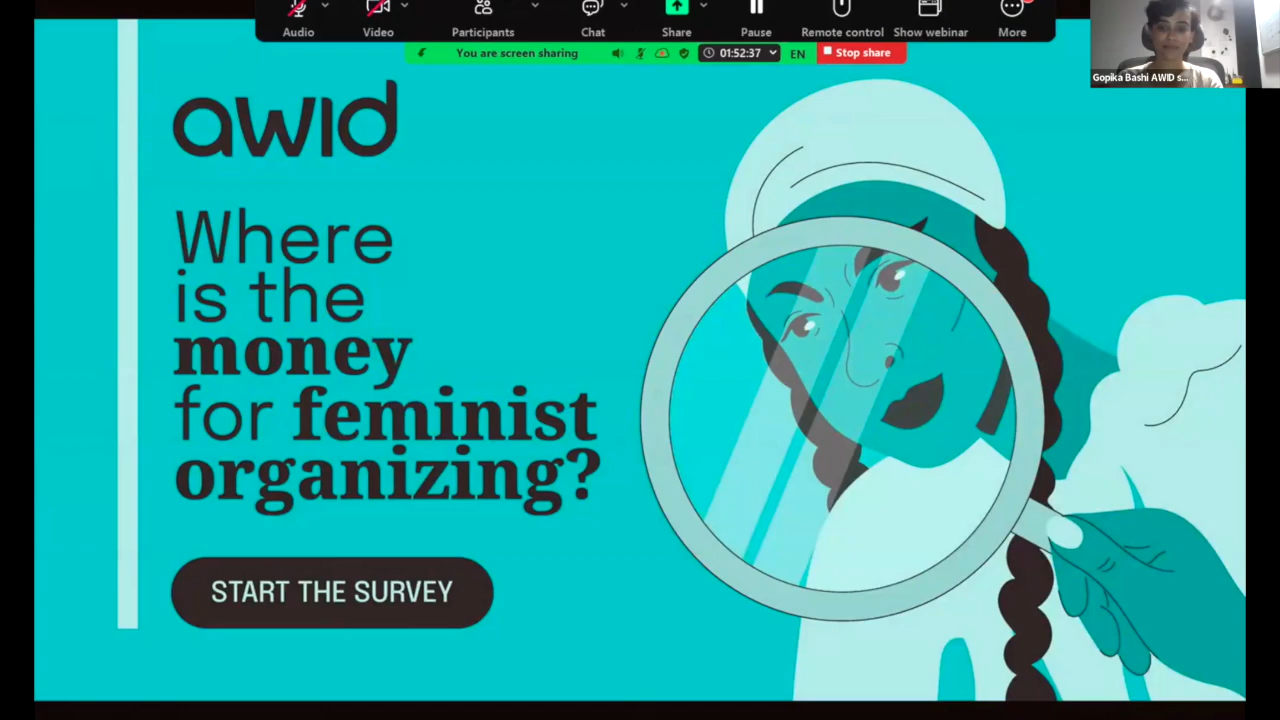 Audio
Video
Participants
Chat
Share
Pause
Remote control
Show webinar
More
You are screen sharing
01:52:37
EN
Stop share
Gopika Bashi AWID s...
awid
Where
is the
money
for feminist
organizing?
START THE SURVEY